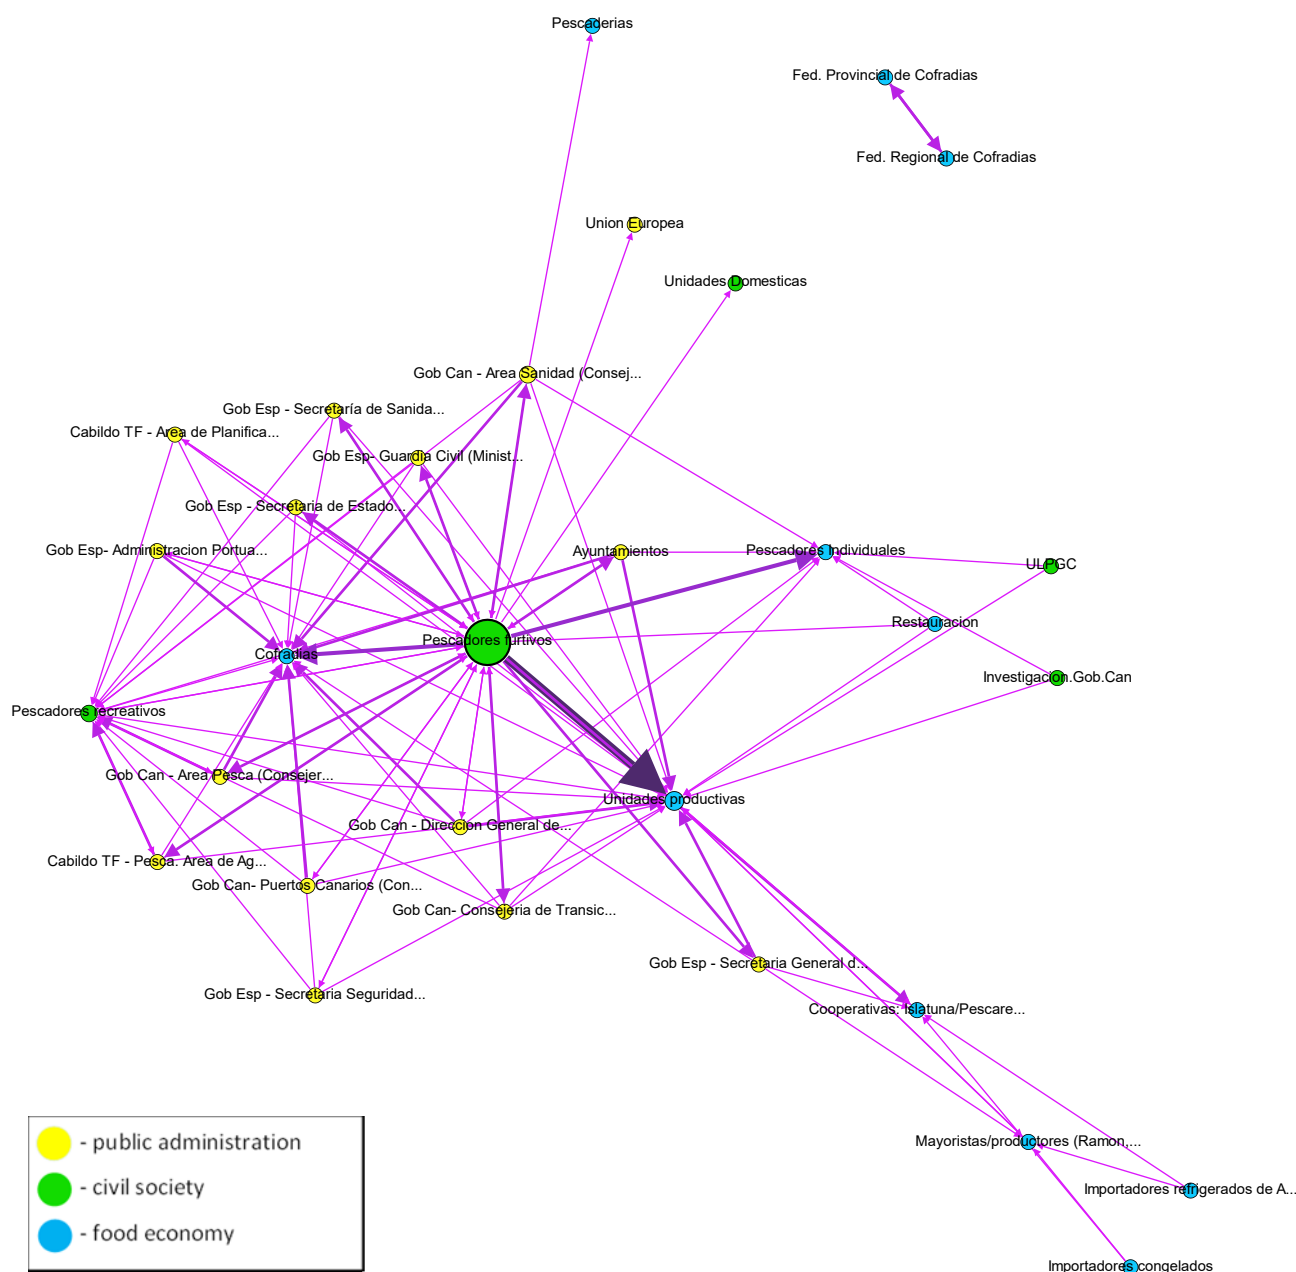 Pescaderias
Fed. Provincial de Cofradias
Fed. Regional de Cofradias
Union Europea
Unidades Domesticas
Gob Can - Area Sanidad (Consej...
Gob Esp - Secretaría de Sanida...
Cabildo TF - Area de Planifica...
Gob Esp- Guardia Civil (Minist...
Gob Esp - Secretaria de Estado...
Gob Esp- Administracion Portua...
Ayuntamientos
Pescadores Individuales
ULPGC
Restauracion
Pescadores furtivos
Cofradias
Investigacion.Gob.Can
Pescadores recreativos
Gob Can - Area Pesca (Consejer...
Unidades productivas
Gob Can - Direccion General de...
Cabildo TF - Pesca. Area de Ag...
Gob Can- Puertos Canarios (Con...
Gob Can- Consejeria de Transic...
Gob Esp - Secretaria General d...
Gob Esp - Secretaria Seguridad...
Cooperativas: Islatuna/Pescare...
Mayoristas/productores (Ramon,...
Importadores refrigerados de A...
Importadores congelados
- public administration
- civil society
- food economy